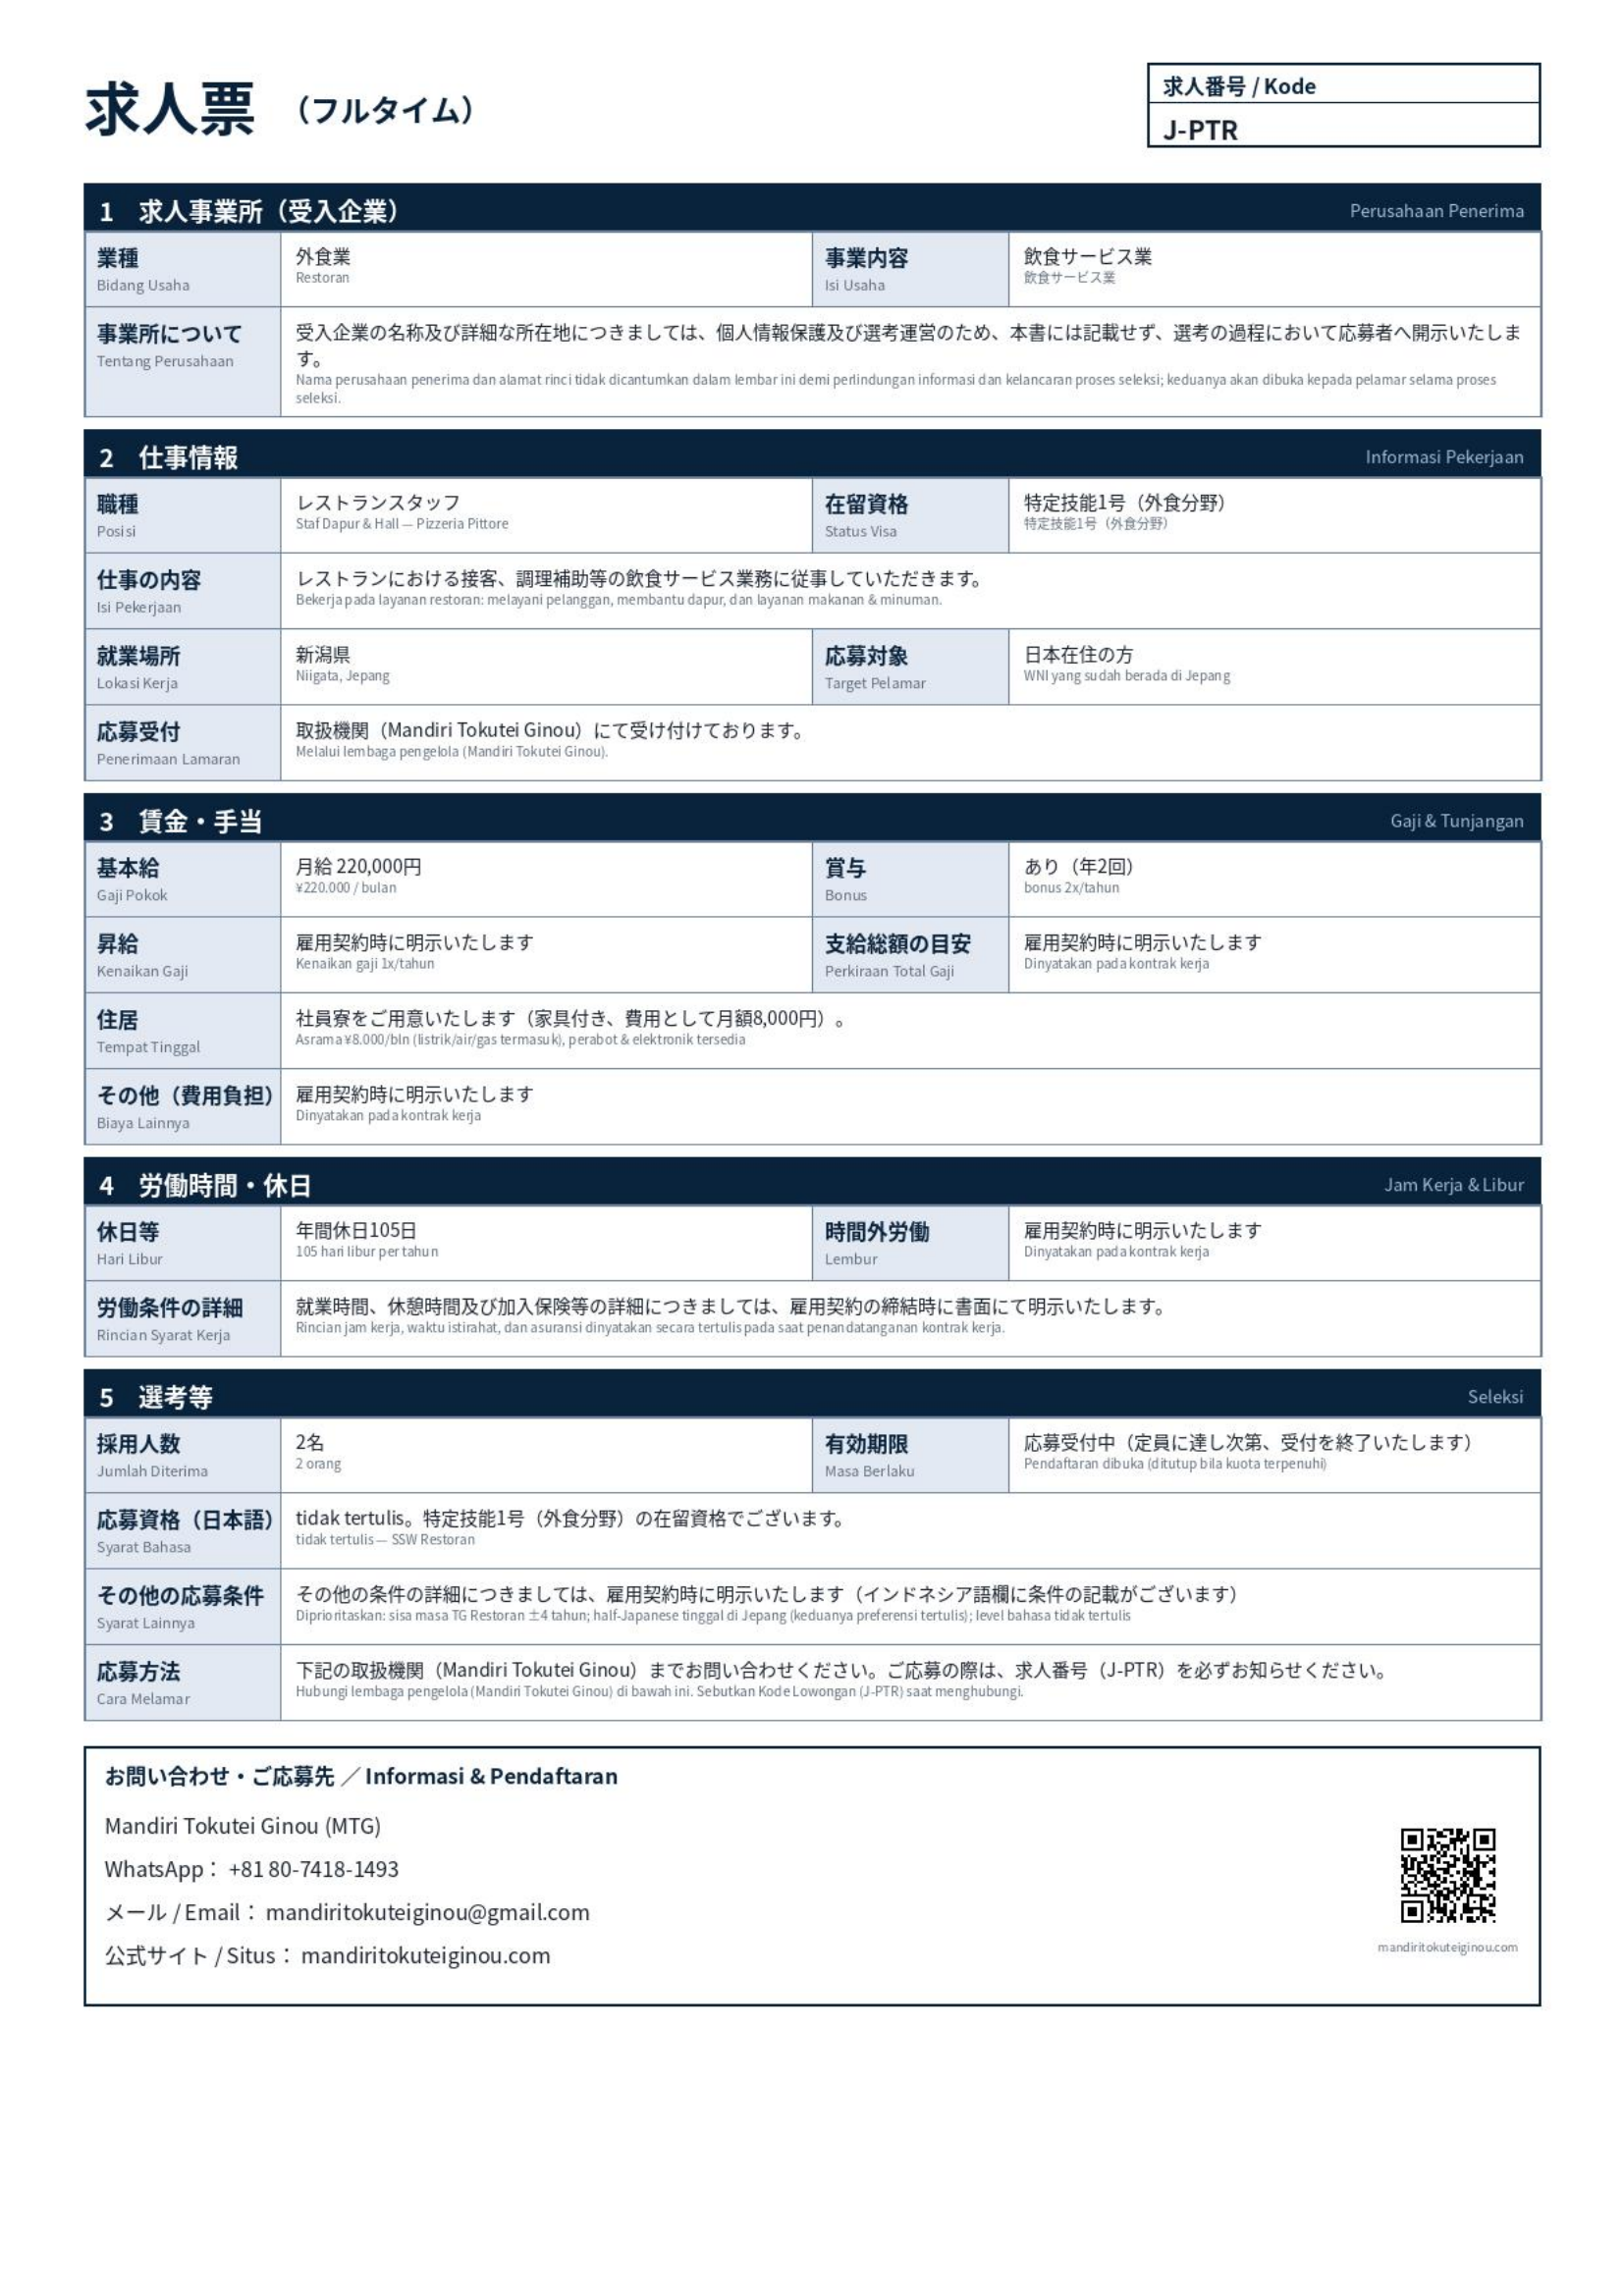 求人票 （フルタイム）
求人番号 / Kode
J-PTR
1 求人事業所（受入企業） Perusahaan Penerima
業種
Bidang Usaha
外食業
Restoran
事業内容
Isi Usaha
飲食サービス業
飲食サービス業
事業所について
Tentang Perusahaan
受入企業の名称及び詳細な所在地につきましては、個人情報保護及び選考運営のため、本書には記載せず、選考の過程において応募者へ開示いたしま
す。
Nama perusahaan penerima dan alamat rinci tidak dicantumkan dalam lembar ini demi perlindungan informasi dan kelancaran proses seleksi; keduanya akan dibuka kepada pelamar selama proses
seleksi.
2 仕事情報 Informasi Pekerjaan
職種
Posisi
レストランスタッフ
Staf Dapur & Hall — Pizzeria Pittore
在留資格
Status Visa
特定技能1号（外食分野）
特定技能1号（外食分野）
仕事の内容
Isi Pekerjaan
レストランにおける接客、調理補助等の飲食サービス業務に従事していただきます。
Bekerja pada layanan restoran: melayani pelanggan, membantu dapur, dan layanan makanan & minuman.
就業場所
Lokasi Kerja
新潟県
Niigata, Jepang
応募対象
Target Pelamar
日本在住の方
WNI yang sudah berada di Jepang
応募受付
Penerimaan Lamaran
取扱機関（Mandiri Tokutei Ginou）にて受け付けております。
Melalui lembaga pengelola (Mandiri Tokutei Ginou).
3 賃金・手当 Gaji & Tunjangan
基本給
Gaji Pokok
月給 220,000円
¥220.000 / bulan
賞与
Bonus
あり（年2回）
bonus 2x/tahun
昇給
Kenaikan Gaji
雇用契約時に明示いたします
Kenaikan gaji 1x/tahun
支給総額の目安
Perkiraan Total Gaji
雇用契約時に明示いたします
Dinyatakan pada kontrak kerja
住居
Tempat Tinggal
社員寮をご用意いたします（家具付き、費用として月額8,000円）。
Asrama ¥8.000/bln (listrik/air/gas termasuk), perabot & elektronik tersedia
その他（費用負担）
Biaya Lainnya
雇用契約時に明示いたします
Dinyatakan pada kontrak kerja
4 労働時間・休日 Jam Kerja & Libur
休日等
Hari Libur
年間休日105日
105 hari libur per tahun
時間外労働
Lembur
雇用契約時に明示いたします
Dinyatakan pada kontrak kerja
労働条件の詳細
Rincian Syarat Kerja
就業時間、休憩時間及び加入保険等の詳細につきましては、雇用契約の締結時に書面にて明示いたします。
Rincian jam kerja, waktu istirahat, dan asuransi dinyatakan secara tertulis pada saat penandatanganan kontrak kerja.
5 選考等 Seleksi
採用人数
Jumlah Diterima
2名
2 orang
有効期限
Masa Berlaku
応募受付中（定員に達し次第、受付を終了いたします）
Pendaftaran dibuka (ditutup bila kuota terpenuhi)
応募資格（日本語）
Syarat Bahasa
tidak tertulis。特定技能1号（外食分野）の在留資格でございます。
tidak tertulis — SSW Restoran
その他の応募条件
Syarat Lainnya
その他の条件の詳細につきましては、雇用契約時に明示いたします（インドネシア語欄に条件の記載がございます）
Diprioritaskan: sisa masa TG Restoran ±4 tahun; half-Japanese tinggal di Jepang (keduanya preferensi tertulis); level bahasa tidak tertulis
応募方法
Cara Melamar
下記の取扱機関（Mandiri Tokutei Ginou）までお問い合わせください。ご応募の際は、求人番号（J-PTR）を必ずお知らせください。
Hubungi lembaga pengelola (Mandiri Tokutei Ginou) di bawah ini. Sebutkan Kode Lowongan (J-PTR) saat menghubungi.
お問い合わせ・ご応募先 ／ Informasi & Pendaftaran
Mandiri Tokutei Ginou (MTG)
WhatsApp： +81 80-7418-1493
メール / Email： mandiritokuteiginou@gmail.com
公式サイト / Situs： mandiritokuteiginou.com
mandiritokuteiginou.com